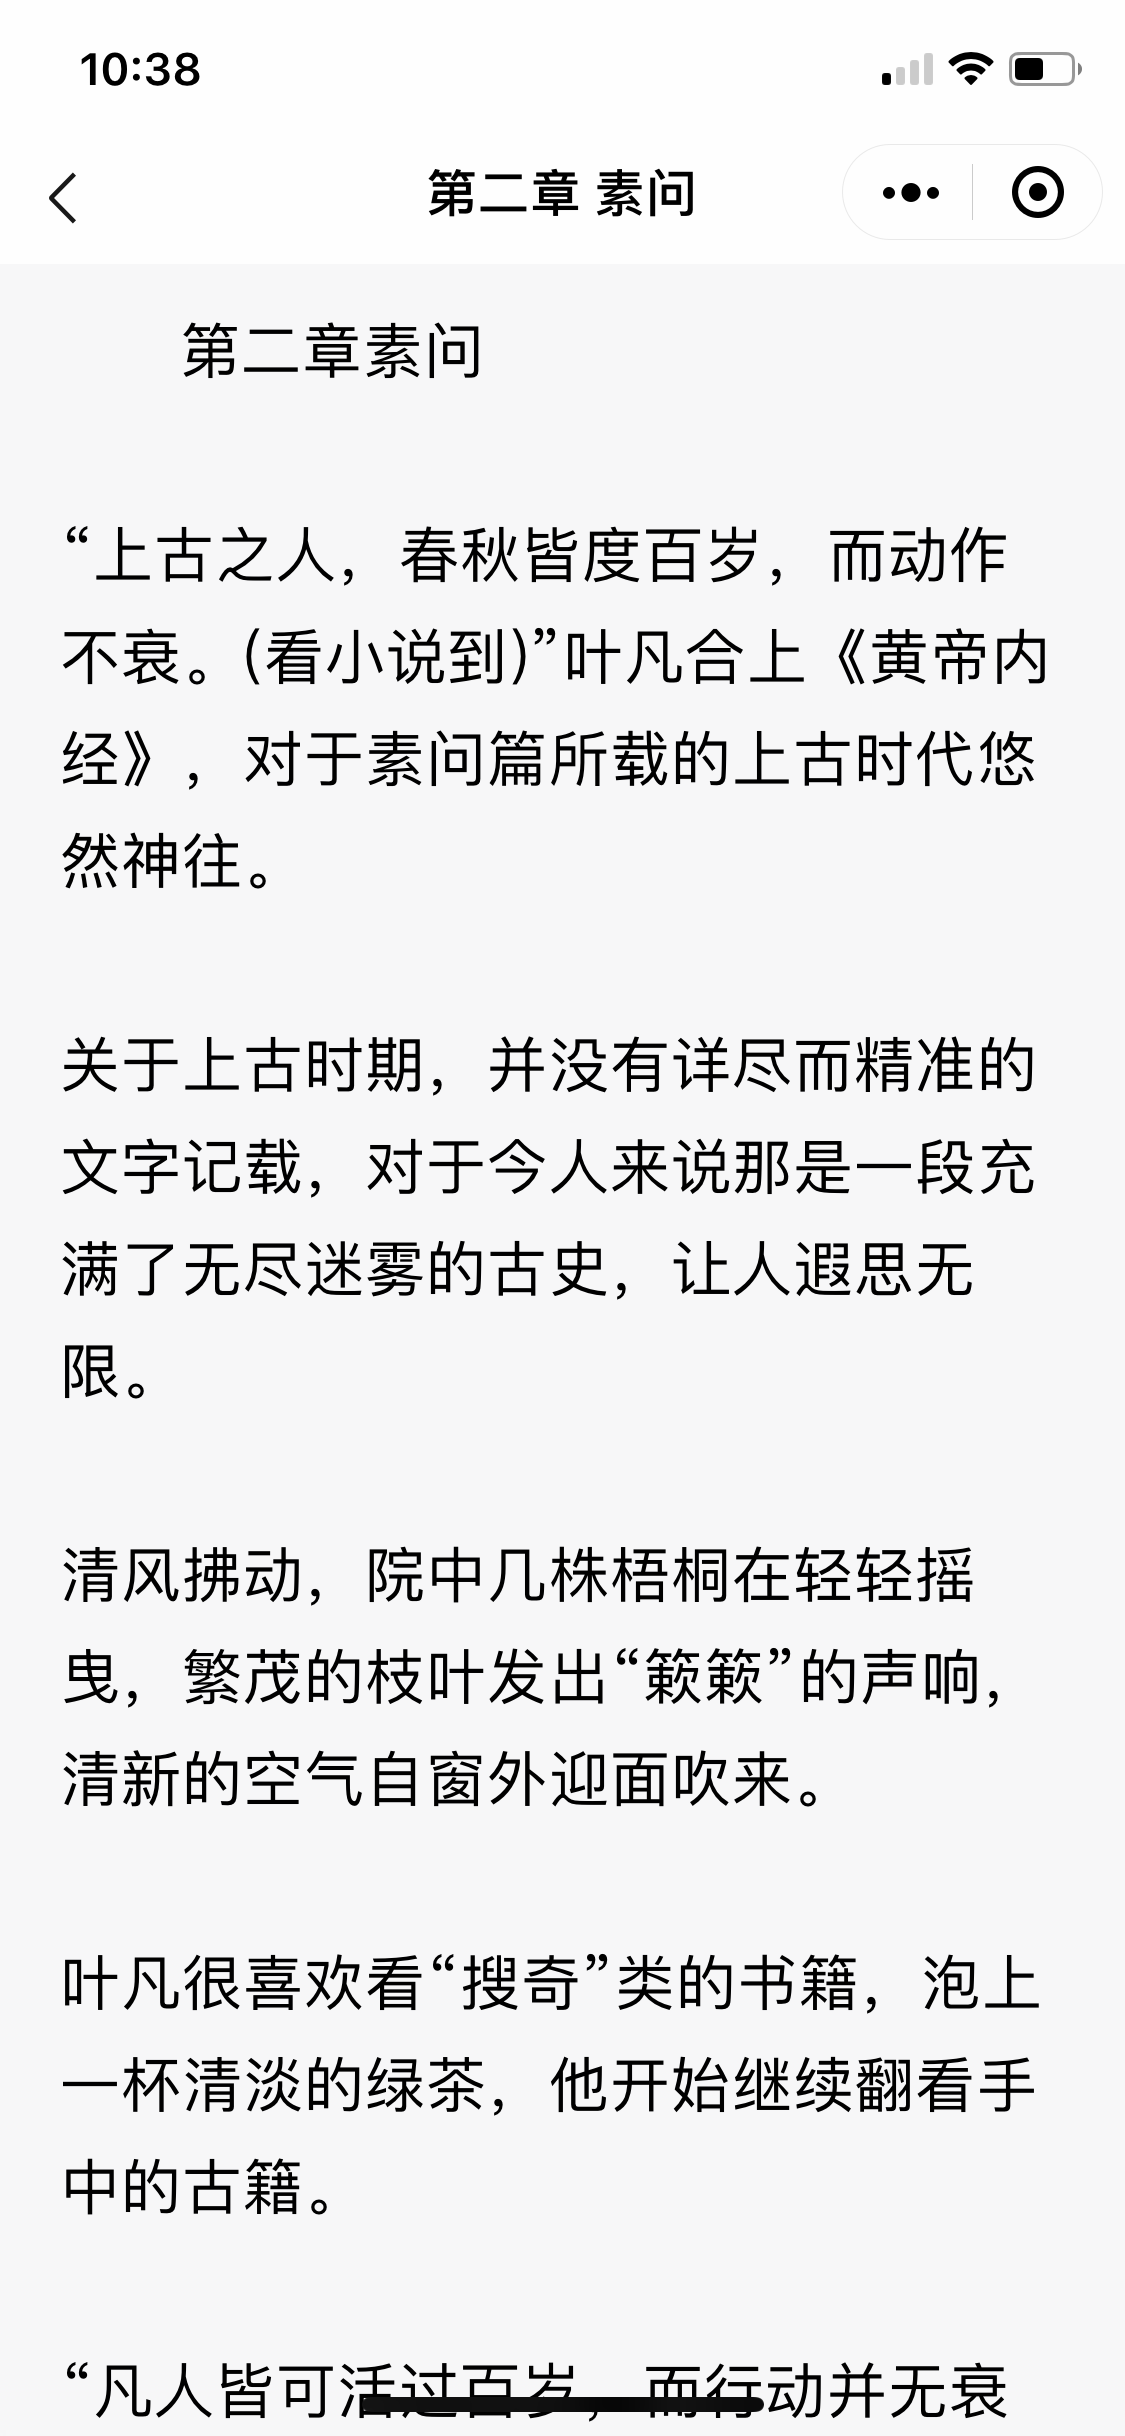 10:38
第二章 素问
第二章素问
“上古之人，春秋皆度百岁，而动作
不衰。(看小说到)”叶凡合上《黄帝内
经》，对于素问篇所载的上古时代悠
然神往。
关于上古时期，并没有详尽而精准的
文字记载，对于今人来说那是一段充
满了无尽迷雾的古史，让人遐思无
限。
清风拂动，院中几株梧桐在轻轻摇
曳，繁茂的枝叶发出“簌簌”的声响，
清新的空气自窗外迎面吹来。
叶凡很喜欢看“搜奇”类的书籍，泡上
一杯清淡的绿茶，他开始继续翻看手
中的古籍。
“凡人皆可活过百岁，而行动并无衰